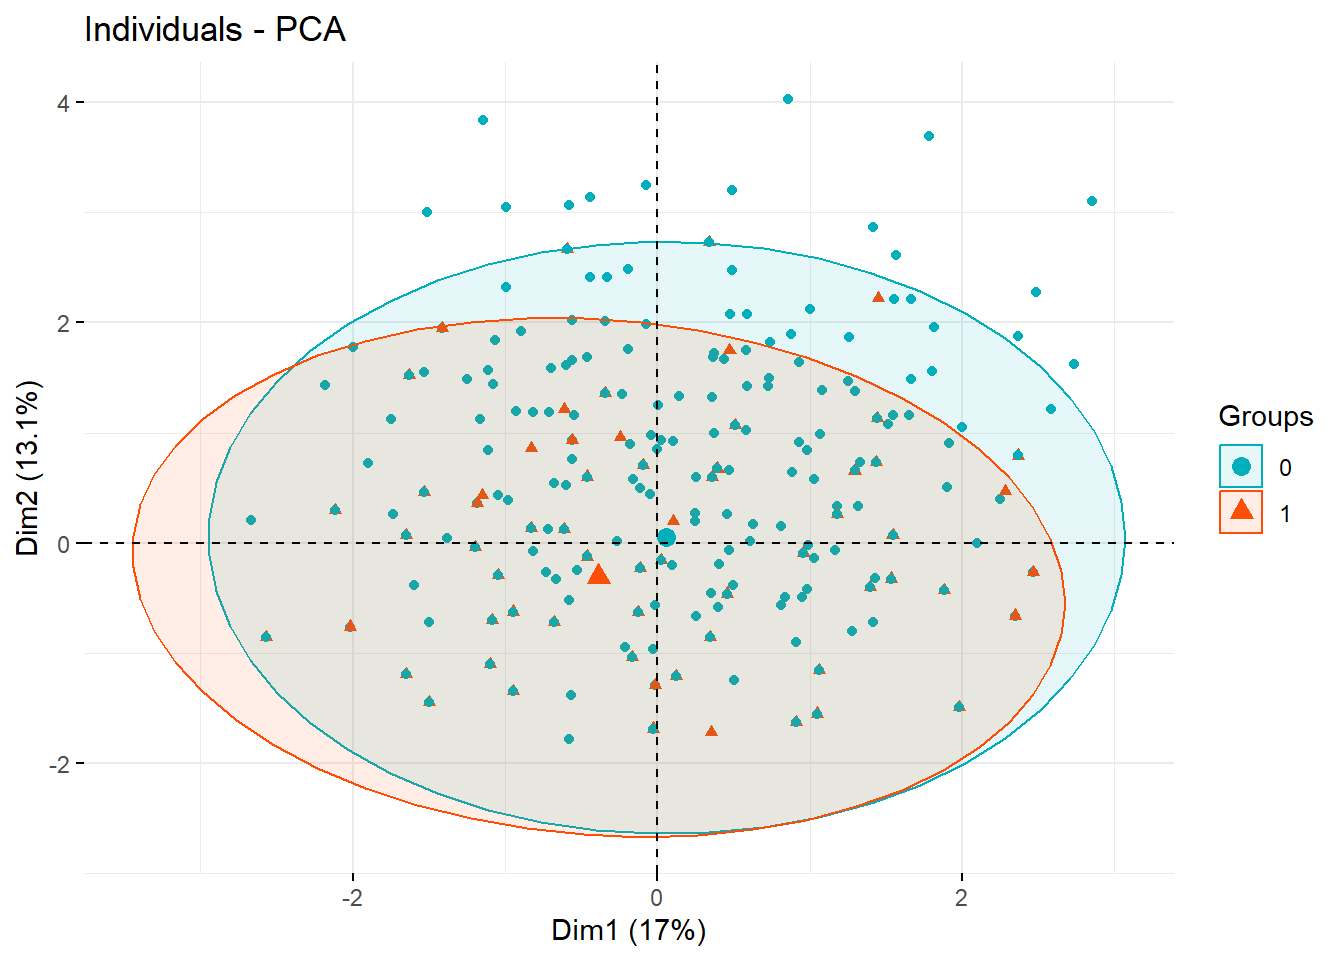 Individuals - PCA
4
2
0
-2
Dim2 (13.1%)
-2
0
2
Dim1 (17%)
Groups
0
1